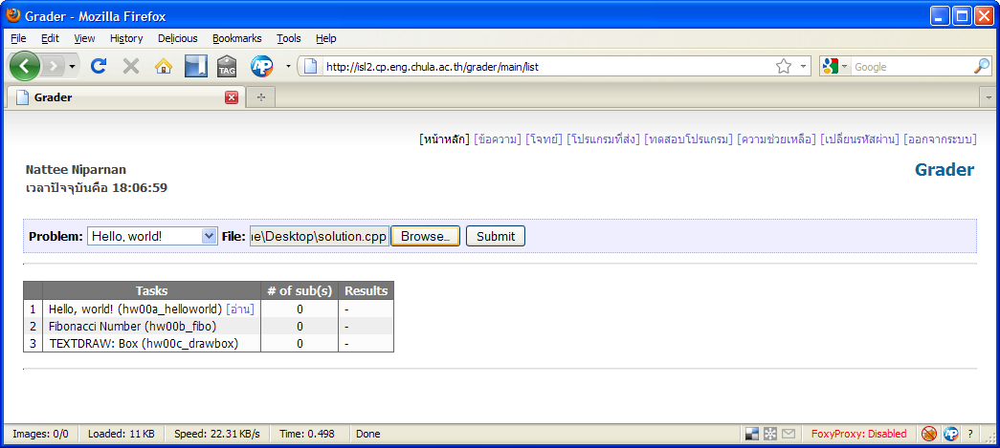 Grader - Mozilla Firefox
File Edit View History Delicious Bookmarks Tools Help
TAG http://isl2.cp.eng.chula.ac.th/grader/main/list Google
Grader
[หน้าหลัก] [ข้อความ] [โจทย์] [โปรแกรมที่ส่ง] [ทดสอบโปรแกรม] [ความช่วยเหลือ] [เปลี่ยนรหัสผ่าน] [ออกจากระบบ]
Nattee Niparnan Grader
เวลาปัจจุบันคือ 18:06:59
Problem: Hello, world! File: ne\Desktop\solution.cpp Browse... Submit
Tasks # of sub(s) Results
1 Hello, world! (hw00a_helloworld) [อ่าน] 0 -
2 Fibonacci Number (hw00b_fibo) 0 -
3 TEXTDRAW: Box (hw00c_drawbox) 0 -
Images: 0/0 Loaded: 11 KB Speed: 22.31 KB/s Time: 0.498 Done FoxyProxy: Disabled ?